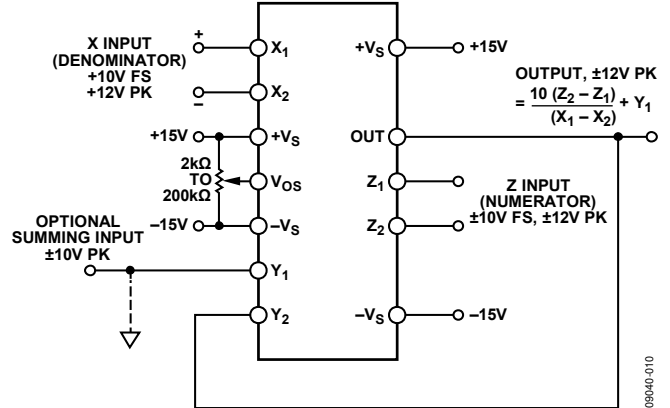 X INPUT
(DENOMINATOR)
+10V FS
+12V PK
+
–
+15V
2kΩ
TO
200kΩ
–15V
OPTIONAL
SUMMING INPUT
±10V PK
X1
X2
+VS
VOS
–VS
Y1
Y2
+VS
OUT
Z1
Z2
–VS
+15V
OUTPUT, ±12V PK
= 10 (Z2 – Z1) / (X1 – X2) + Y1
Z INPUT
(NUMERATOR)
±10V FS, ±12V PK
–15V
09040-010